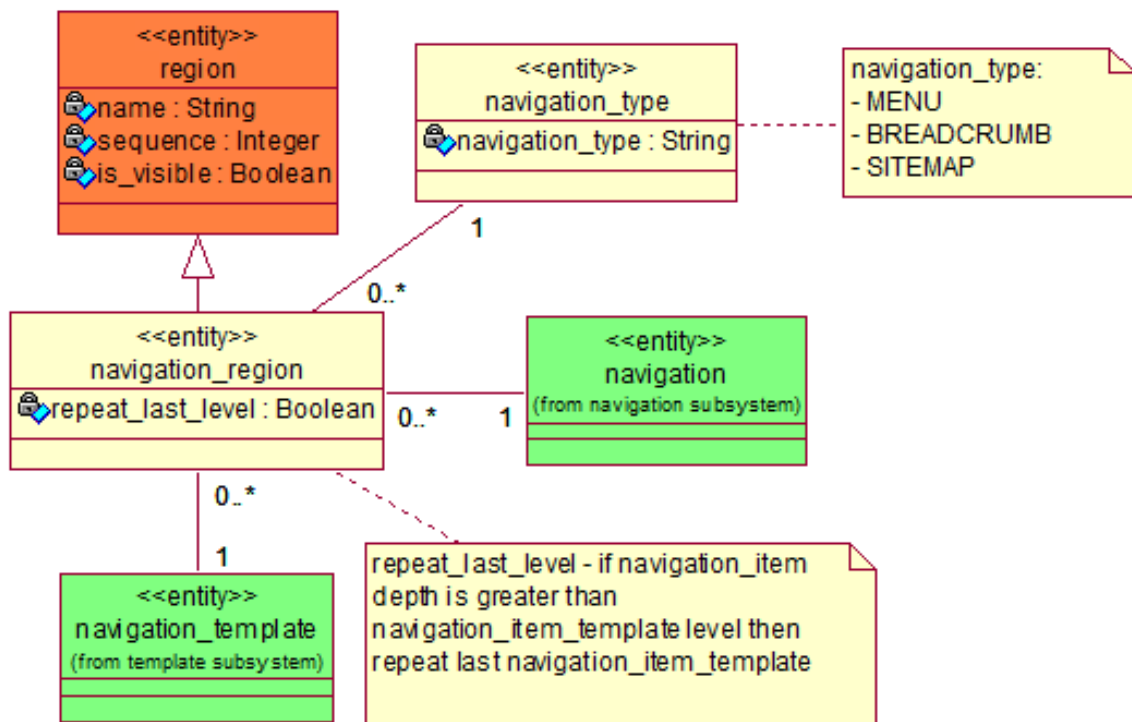 <<entity>>
region
name : String
sequence : Integer
is_visible : Boolean
<<entity>>
navigation_type
navigation_type : String
navigation_type:
- MENU
- BREADCRUMB
- SITEMAP
1
0..*
<<entity>>
navigation_region
repeat_last_level : Boolean
0..*
1
<<entity>>
navigation
(from navigation subsystem)
0..*
1
<<entity>>
navigation_template
(from template subsystem)
repeat_last_level - if navigation_item
depth is greater than
navigation_item_template level then
repeat last navigation_item_template